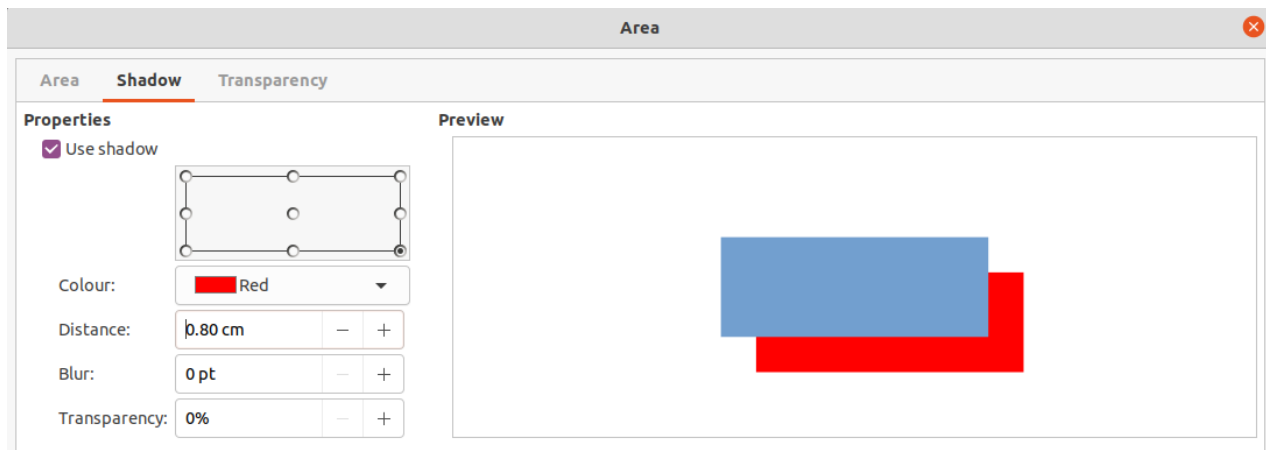 Area
Area Shadow Transparency
Properties
Use shadow
Colour: Red
Distance: 0.80 cm
Blur: 0 pt
Transparency: 0%
Preview